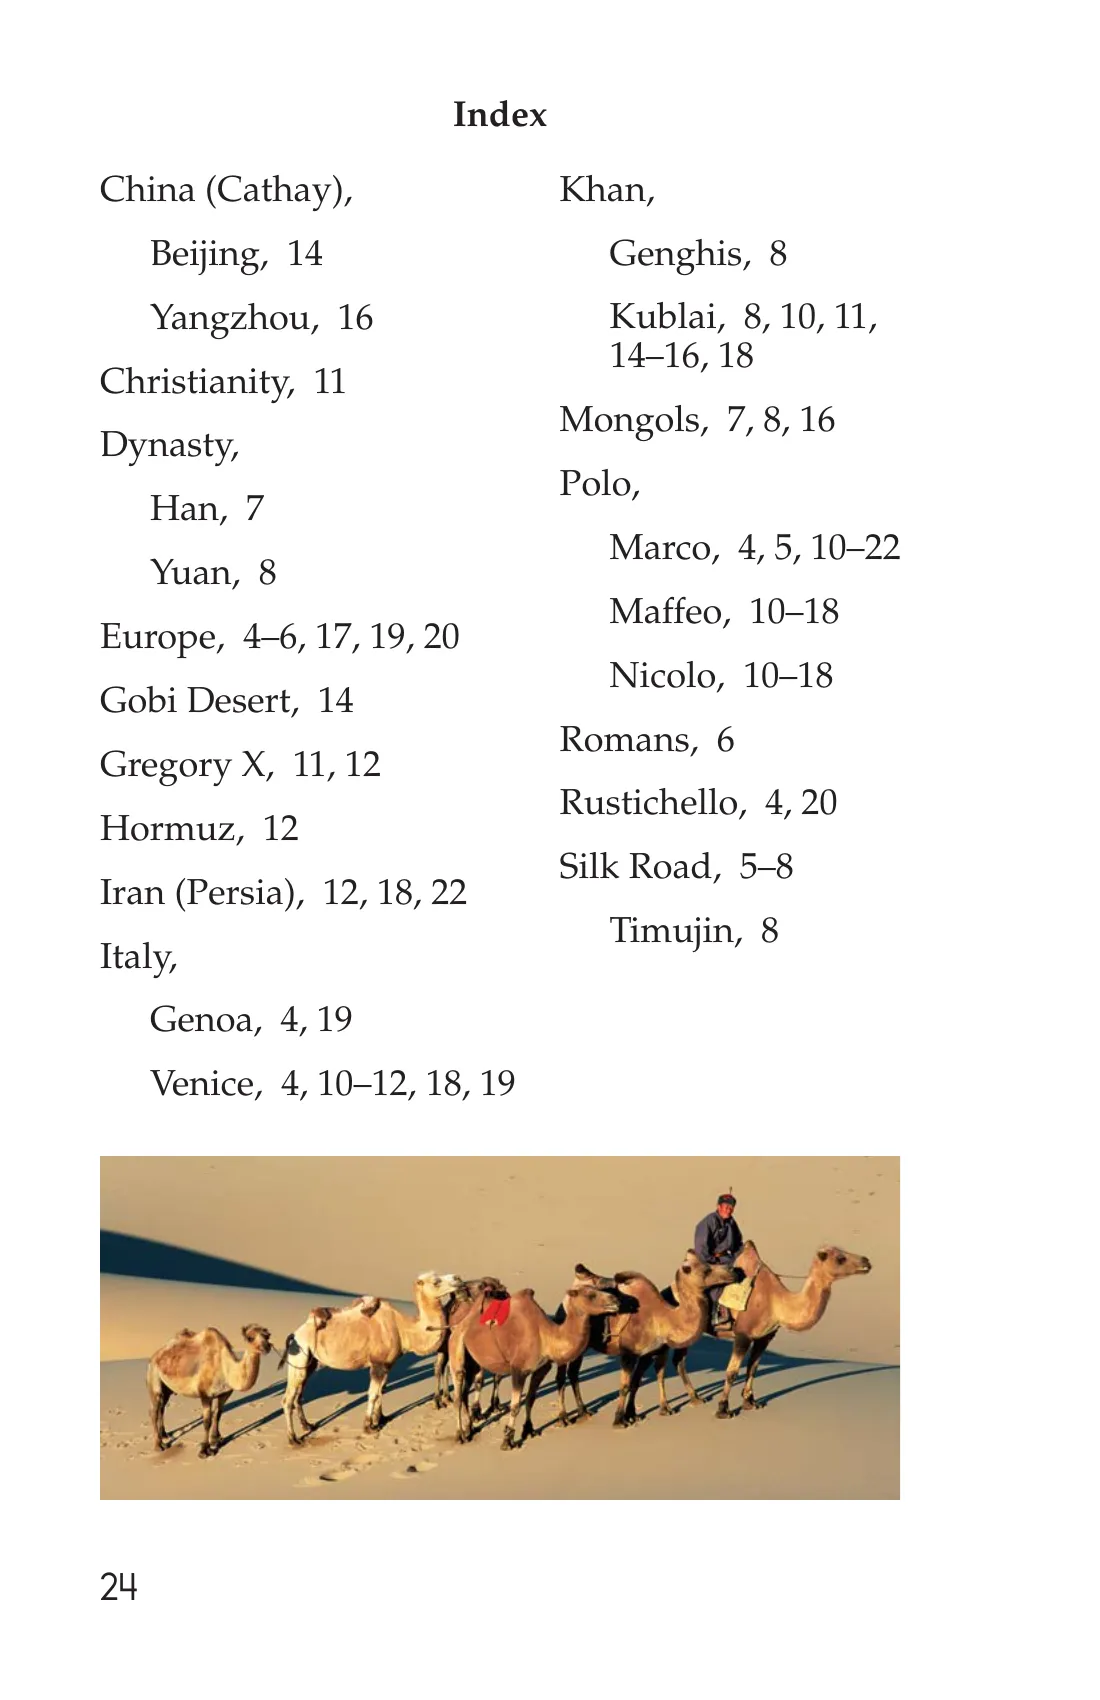 Index
China (Cathay),
Beijing, 14
Yangzhou, 16
Christianity, 11
Dynasty,
Han, 7
Yuan, 8
Europe, 4–6, 17, 19, 20
Gobi Desert, 14
Gregory X, 11, 12
Hormuz, 12
Iran (Persia), 12, 18, 22
Italy,
Genoa, 4, 19
Venice, 4, 10–12, 18, 19
Khan,
Genghis, 8
Kublai, 8, 10, 11,
14–16, 18
Mongols, 7, 8, 16
Polo,
Marco, 4, 5, 10–22
Maffeo, 10–18
Nicolo, 10–18
Romans, 6
Rustichello, 4, 20
Silk Road, 5–8
Timujin, 8
24